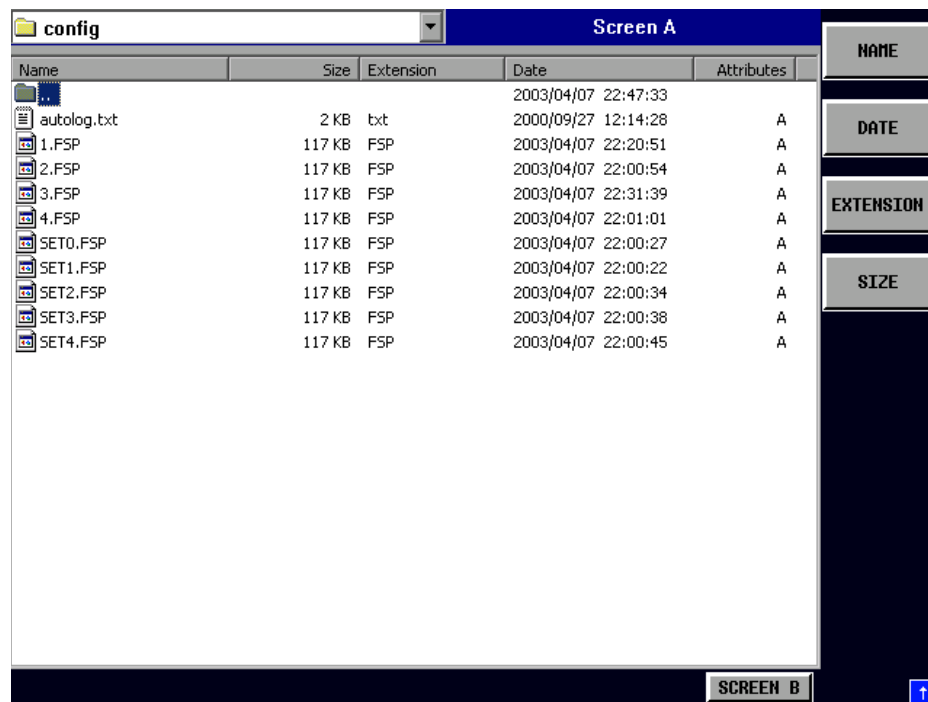 config Screen A
NAME
Name Size Extension Date Attributes
.. 2003/04/07 22:47:33
autolog.txt 2 KB txt 2000/09/27 12:14:28 A
DATE
1.FSP 117 KB FSP 2003/04/07 22:20:51 A
2.FSP 117 KB FSP 2003/04/07 22:00:54 A
3.FSP 117 KB FSP 2003/04/07 22:31:39 A
EXTENSION
4.FSP 117 KB FSP 2003/04/07 22:01:01 A
SET0.FSP 117 KB FSP 2003/04/07 22:00:27 A
SET1.FSP 117 KB FSP 2003/04/07 22:00:22 A
SIZE
SET2.FSP 117 KB FSP 2003/04/07 22:00:34 A
SET3.FSP 117 KB FSP 2003/04/07 22:00:38 A
SET4.FSP 117 KB FSP 2003/04/07 22:00:45 A
SCREEN B